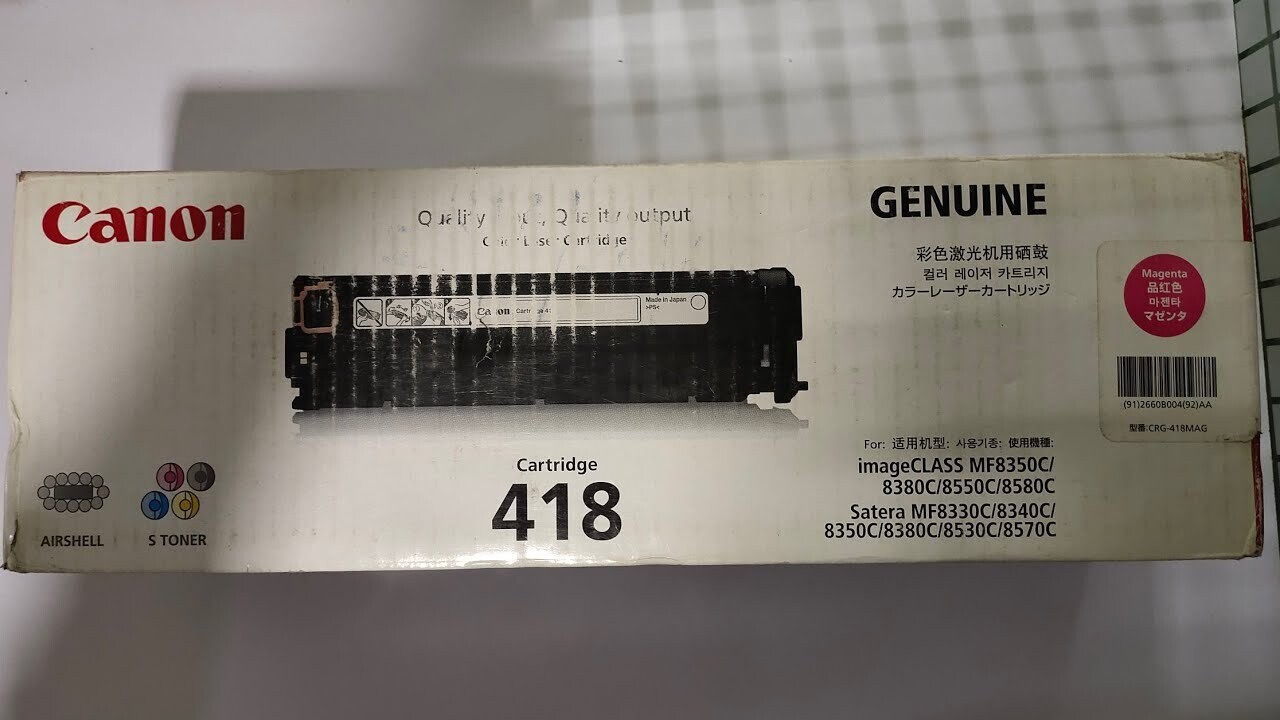 Canon
Quality output
GENUINE
彩色激光机用硒鼓
컬러 레이저 카트리지
カラーレーザーカートリッジ
Magenta
品红色
마젠타
マゼンタ
(91)2660B004(92)AA
型番:CRG-418MAG
Canon
Made in Japan
>PS<
For: 适用机型: 사용기종: 使用機種:
imageCLASS MF8350C/
8380C/8550C/8580C
Satera MF8330C/8340C/
8350C/8380C/8530C/8570C
Cartridge
418
AIRSHELL
S TONER